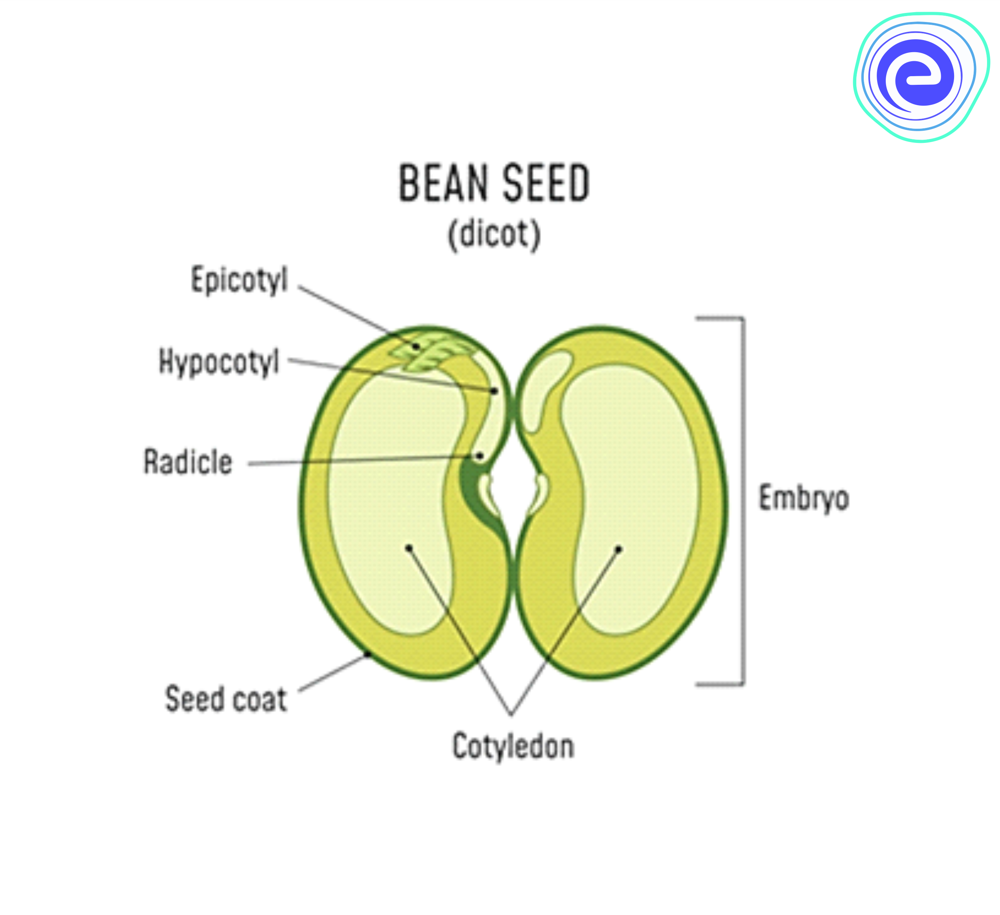 BEAN SEED
(dicot)
Epicotyl
Hypocotyl
Radicle
Embryo
Seed coat
Cotyledon